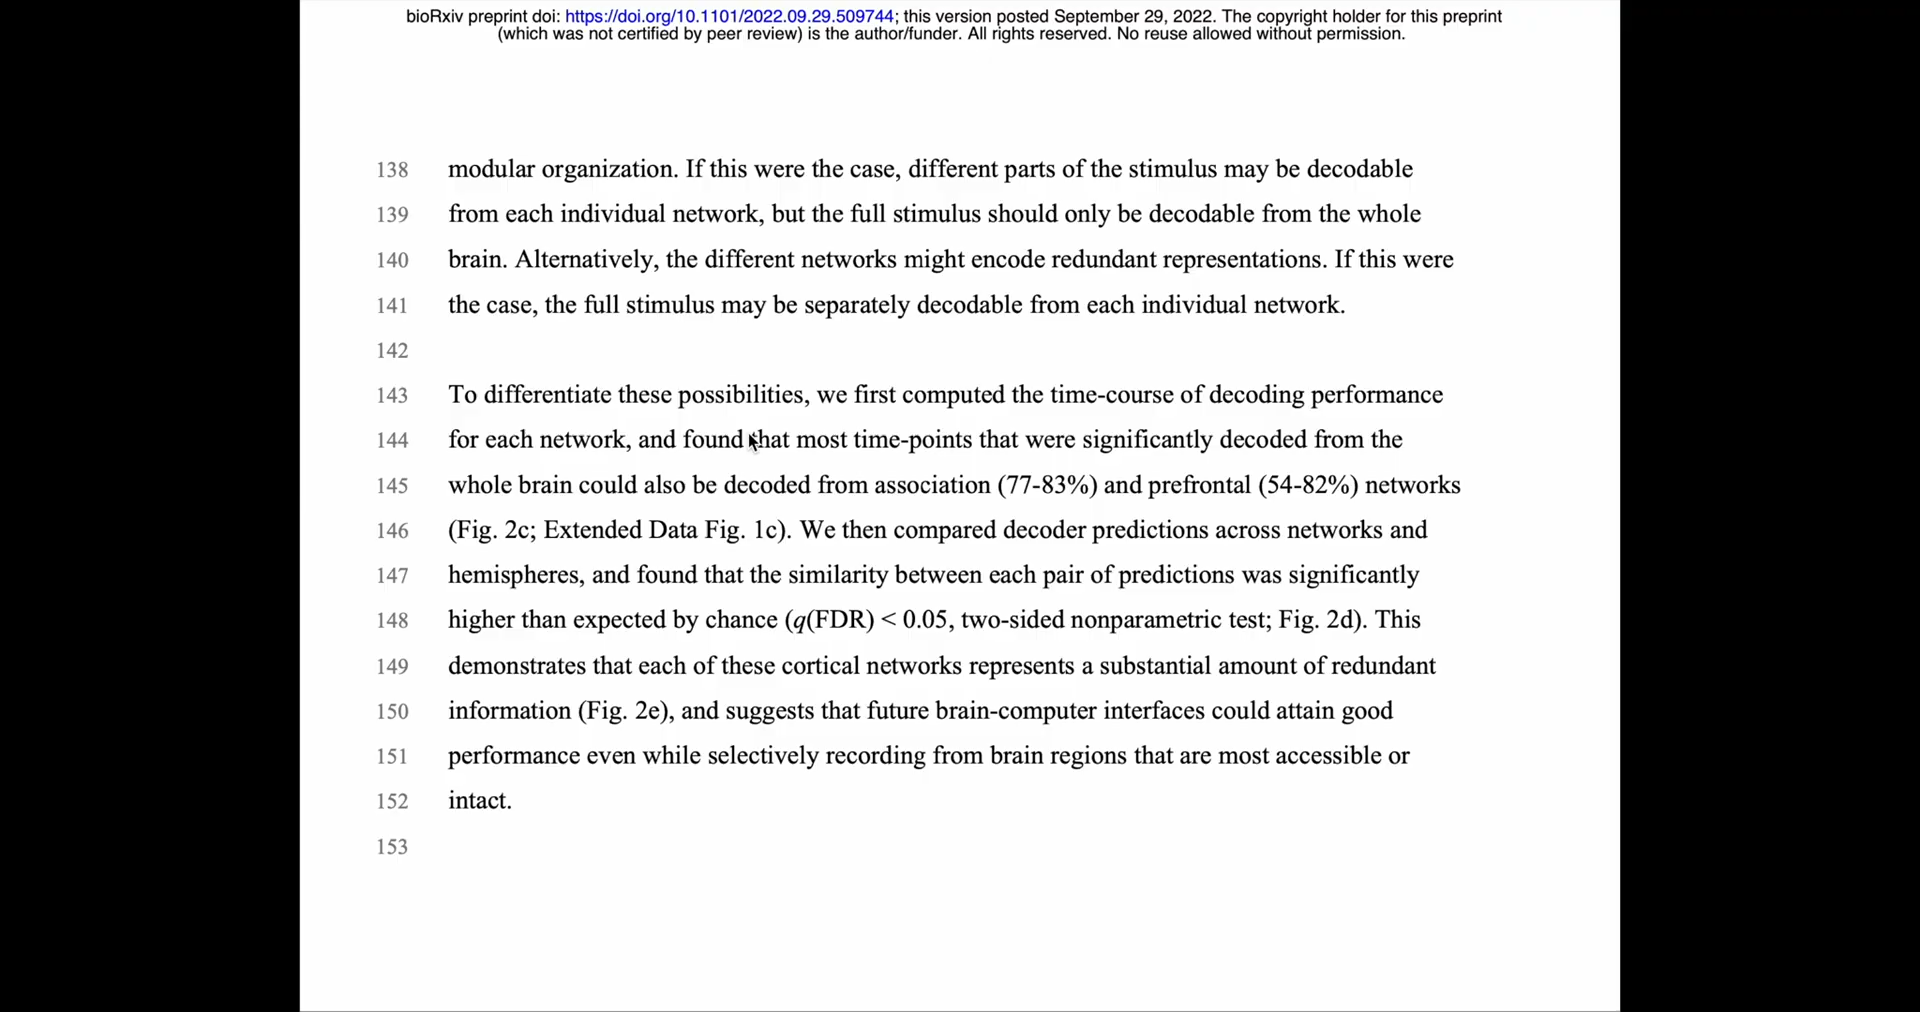 bioRxiv preprint doi: https://doi.org/10.1101/2022.09.29.509744; this version posted September 29, 2022. The copyright holder for this preprint
(which was not certified by peer review) is the author/funder. All rights reserved. No reuse allowed without permission.
138 modular organization. If this were the case, different parts of the stimulus may be decodable
139 from each individual network, but the full stimulus should only be decodable from the whole
140 brain. Alternatively, the different networks might encode redundant representations. If this were
141 the case, the full stimulus may be separately decodable from each individual network.
142
143 To differentiate these possibilities, we first computed the time-course of decoding performance
144 for each network, and found that most time-points that were significantly decoded from the
145 whole brain could also be decoded from association (77-83%) and prefrontal (54-82%) networks
146 (Fig. 2c; Extended Data Fig. 1c). We then compared decoder predictions across networks and
147 hemispheres, and found that the similarity between each pair of predictions was significantly
148 higher than expected by chance (q(FDR) < 0.05, two-sided nonparametric test; Fig. 2d). This
149 demonstrates that each of these cortical networks represents a substantial amount of redundant
150 information (Fig. 2e), and suggests that future brain-computer interfaces could attain good
151 performance even while selectively recording from brain regions that are most accessible or
152 intact.
153